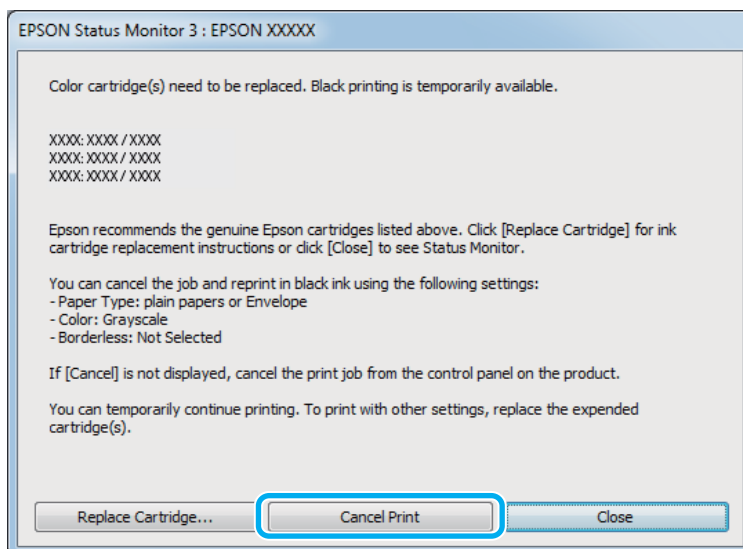 EPSON Status Monitor 3 : EPSON XXXXX
Color cartridge(s) need to be replaced. Black printing is temporarily available.
XXXX: XXXX / XXXX
XXXX: XXXX / XXXX
XXXX: XXXX / XXXX
Epson recommends the genuine Epson cartridges listed above. Click [Replace Cartridge] for ink
cartridge replacement instructions or click [Close] to see Status Monitor.
You can cancel the job and reprint in black ink using the following settings:
- Paper Type: plain papers or Envelope
- Color: Grayscale
- Borderless: Not Selected
If [Cancel] is not displayed, cancel the print job from the control panel on the product.
You can temporarily continue printing. To print with other settings, replace the expended
cartridge(s).
Replace Cartridge... Cancel Print Close